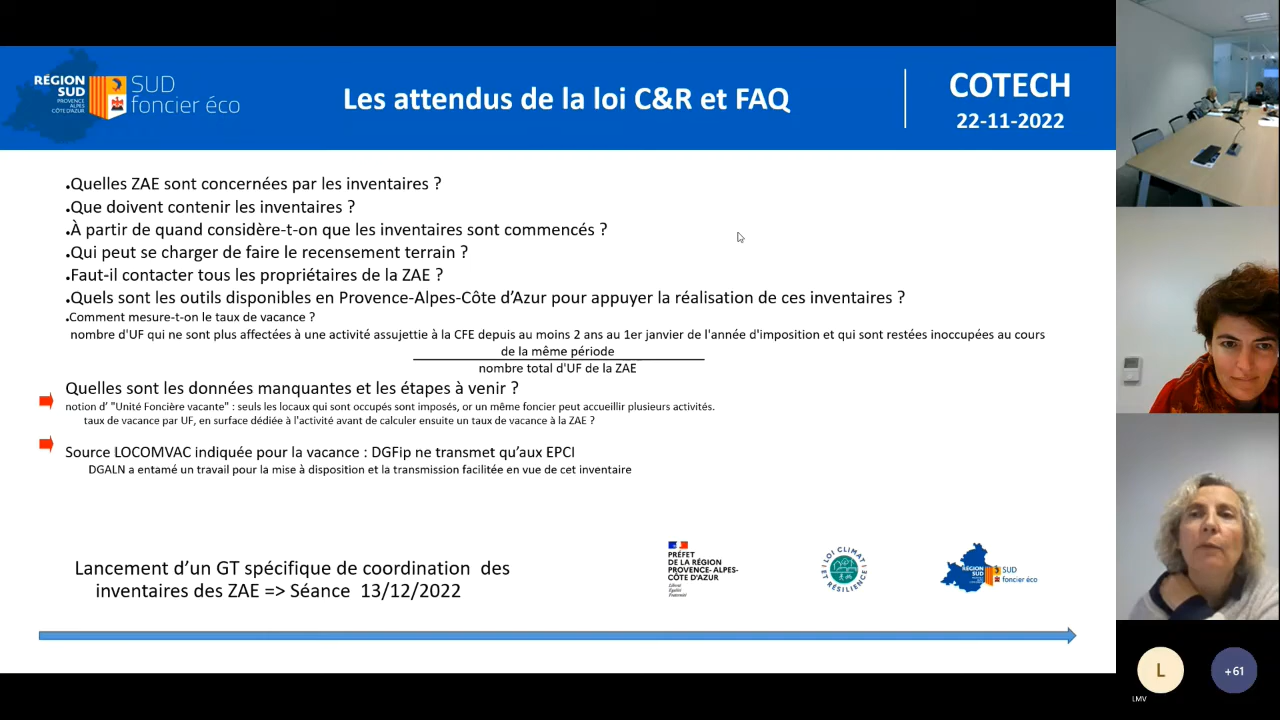 RÉGION
SUD
PROVENCE
ALPES
CÔTE D'AZUR
SUD
foncier éco
Les attendus de la loi C&R et FAQ
COTECH
22-11-2022
•Quelles ZAE sont concernées par les inventaires ?
•Que doivent contenir les inventaires ?
•À partir de quand considère-t-on que les inventaires sont commencés ?
•Qui peut se charger de faire le recensement terrain ?
•Faut-il contacter tous les propriétaires de la ZAE ?
•Quels sont les outils disponibles en Provence-Alpes-Côte d’Azur pour appuyer la réalisation de ces inventaires ?
•Comment mesure-t-on le taux de vacance ?
nombre d'UF qui ne sont plus affectées à une activité assujettie à la CFE depuis au moins 2 ans au 1er janvier de l'année d'imposition et qui sont restées inoccupées au cours
de la même période
nombre total d'UF de la ZAE
Quelles sont les données manquantes et les étapes à venir ?
notion d’ "Unité Foncière vacante" : seuls les locaux qui sont occupés sont imposés, or un même foncier peut accueillir plusieurs activités.
taux de vacance par UF, en surface dédiée à l'activité avant de calculer ensuite un taux de vacance à la ZAE ?
Source LOCOMVAC indiquée pour la vacance : DGFip ne transmet qu’aux EPCI
DGALN a entamé un travail pour la mise à disposition et la transmission facilitée en vue de cet inventaire
Lancement d’un GT spécifique de coordination des
inventaires des ZAE => Séance 13/12/2022
PRÉFET
DE LA RÉGION
PROVENCE-ALPES-
CÔTE D'AZUR
Liberté
Égalité
Fraternité
LOI CLIMAT
ET RÉSILIENCE
RÉGION
SUD
SUD
foncier éco
L
+61
LMV